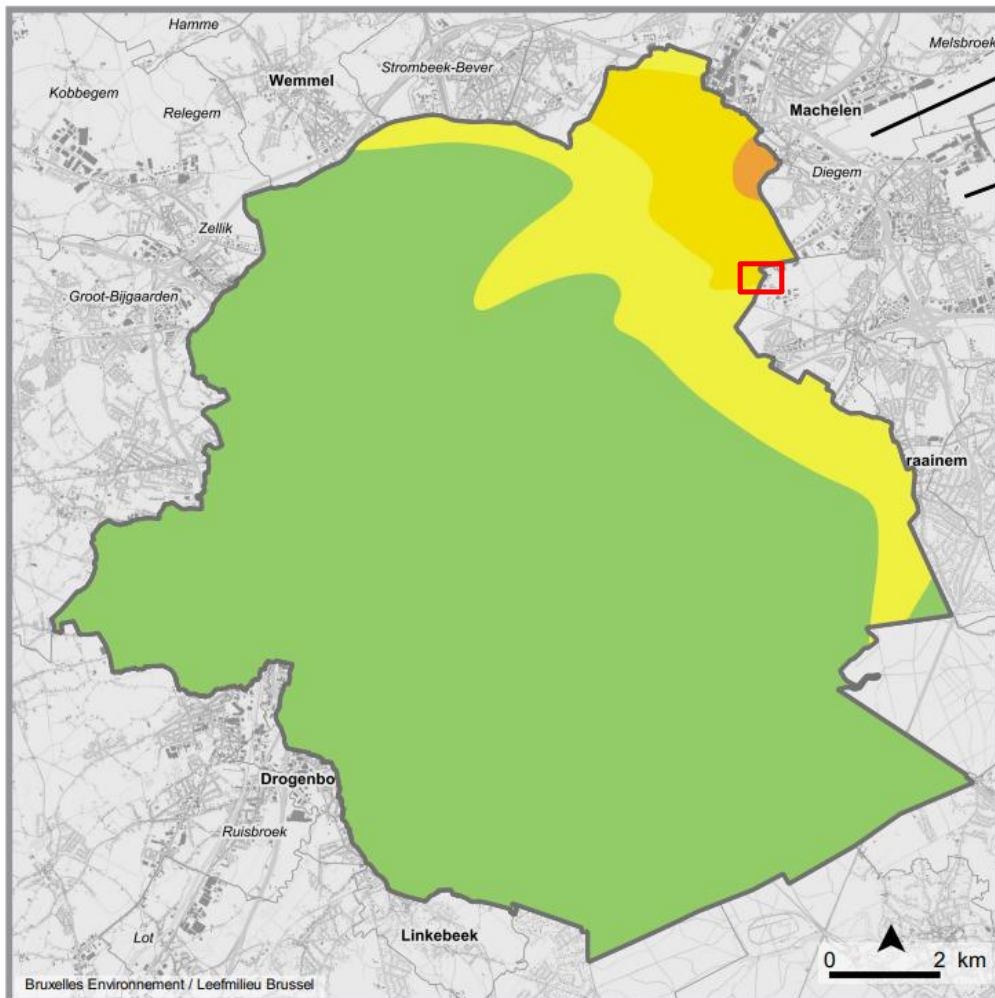 Hamme
Melsbroek
Strombeek-Bever
Wemmel
Kobbegem
Relegem
Machelen
Diegem
Zellik
Groot-Bijgaarden
raainem
Drogenbo
Ruisbroek
Linkebeek
Lot
0 2 km
Bruxelles Environnement / Leefmilieu Brussel